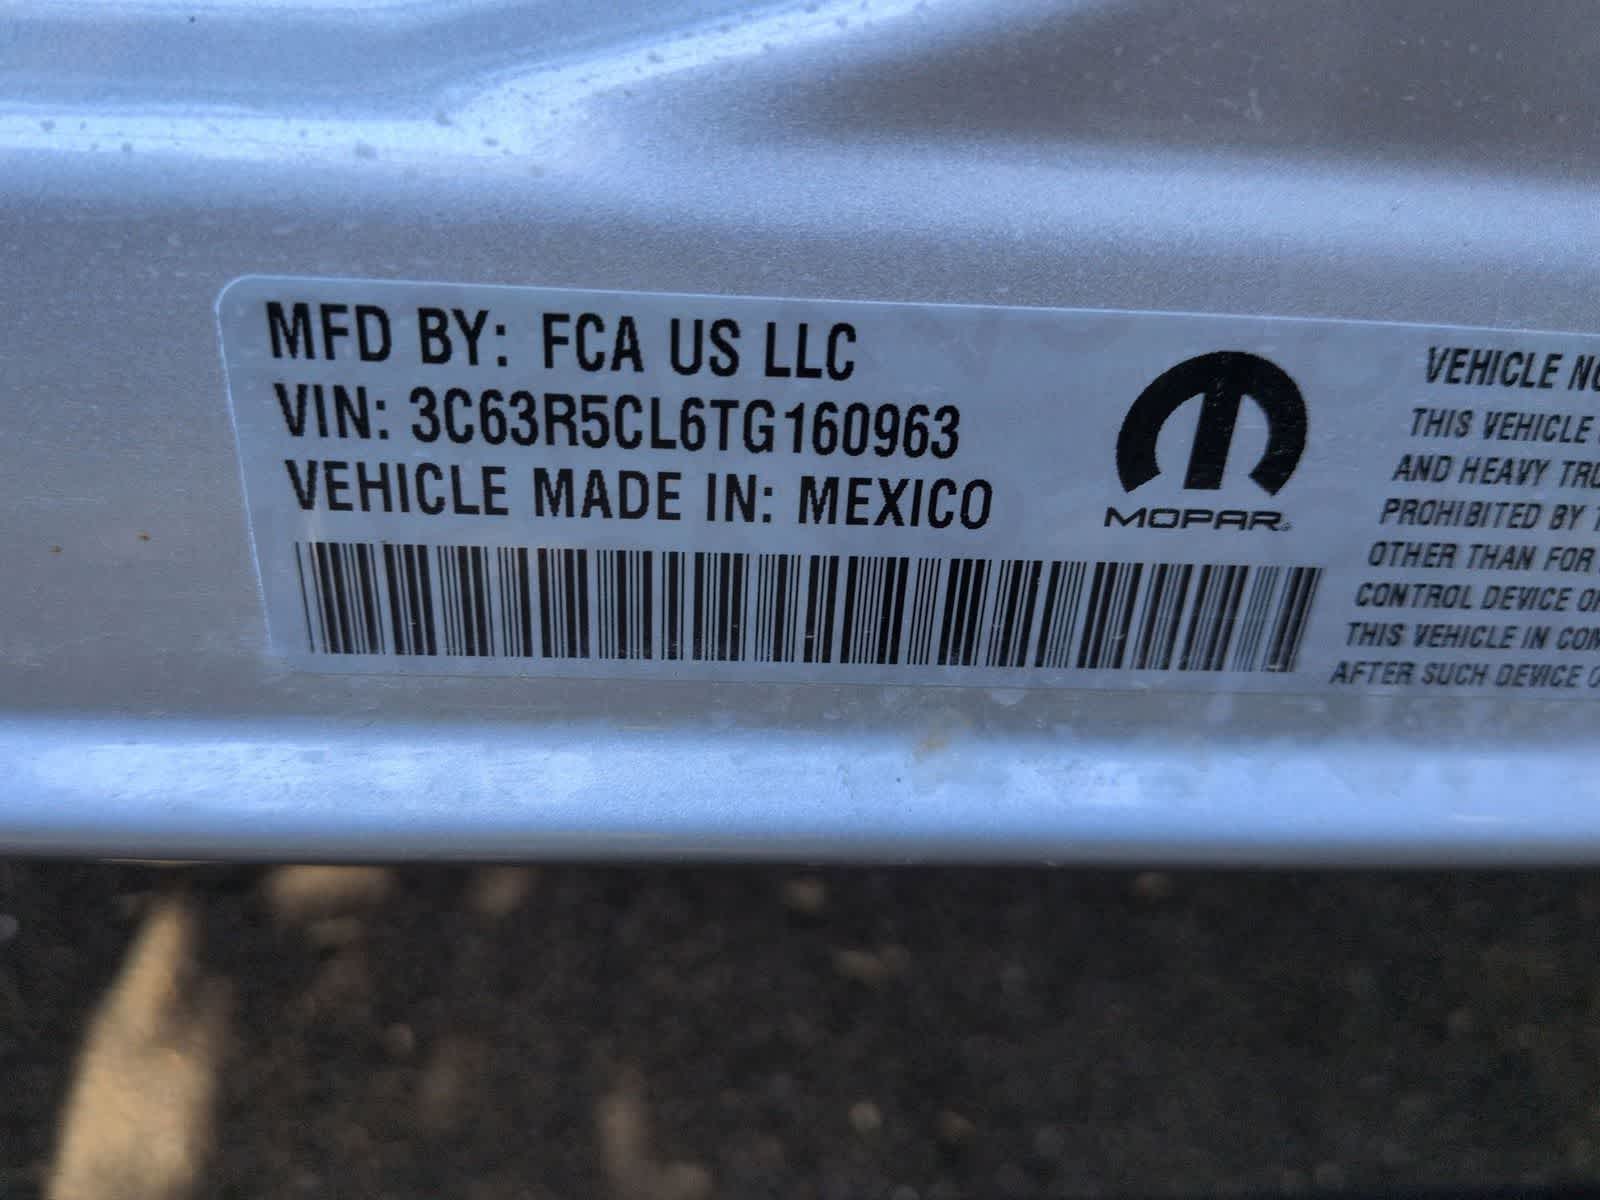 MFD BY: FCA US LLC
VIN: 3C63R5CL6TG160963
VEHICLE MADE IN: MEXICO
MOPAR
VEHICLE
THIS VEHICLE
AND HEAVY
PROHIBITED BY
OTHER THAN FOR
CONTROL DEVICE
THIS VEHICLE IN
AFTER SUCH DEVICE